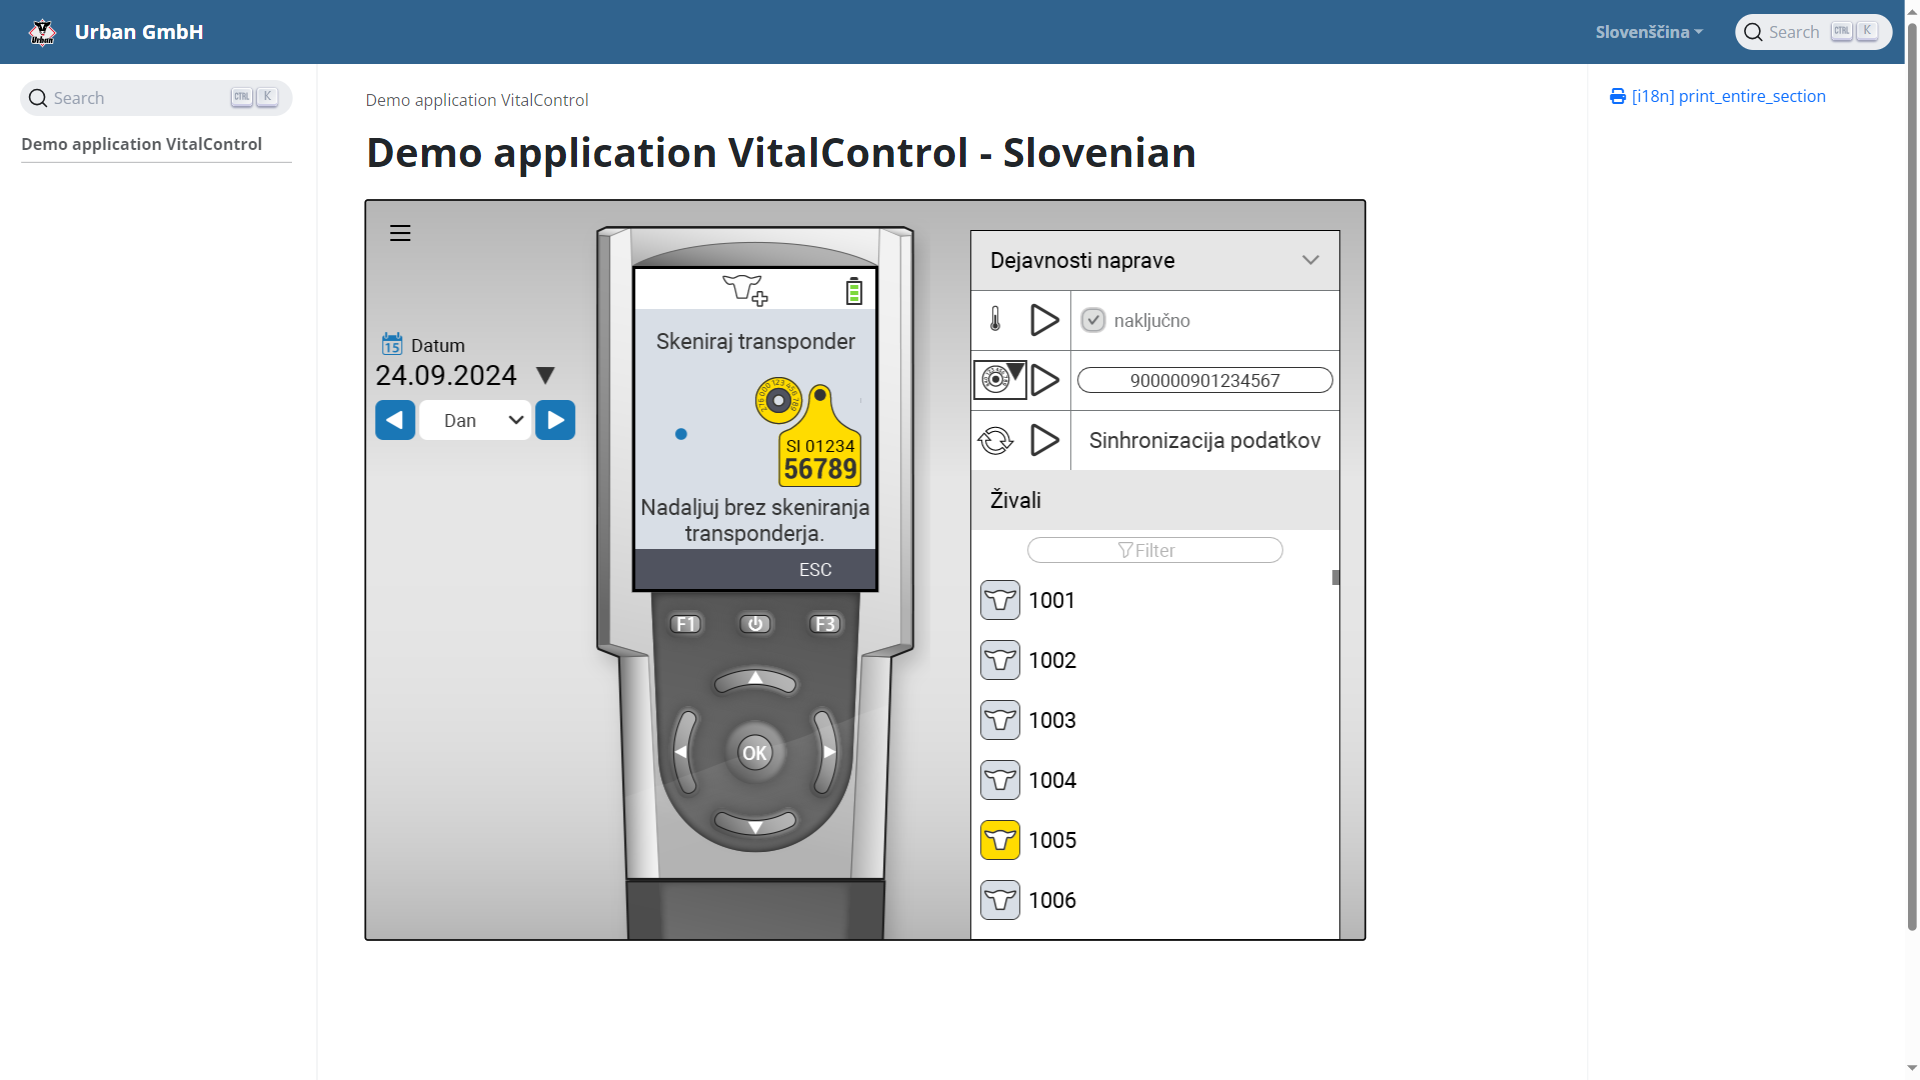 Urban GmbH
Slovenščina
Search CTRL K
Search CTRL K
Demo application VitalControl
Demo application VitalControl
Demo application VitalControl - Slovenian
[i18n] print_entire_section
15 Datum
24.09.2024
Dan
Skeniraj transponder
SI 01234
56789
Nadaljuj brez skeniranja
transponderja.
ESC
F1
F3
OK
Dejavnosti naprave
naključno
900000901234567
Sinhronizacija podatkov
Živali
Filter
1001
1002
1003
1004
1005
1006